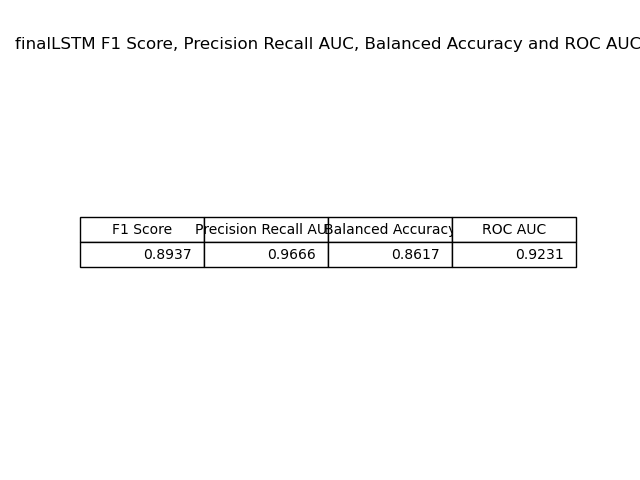 finalLSTM F1 Score, Precision Recall AUC, Balanced Accuracy and ROC AUC
F1 Score Precision Recall AU Balanced Accuracy ROC AUC
0.8937 0.9666 0.8617 0.9231